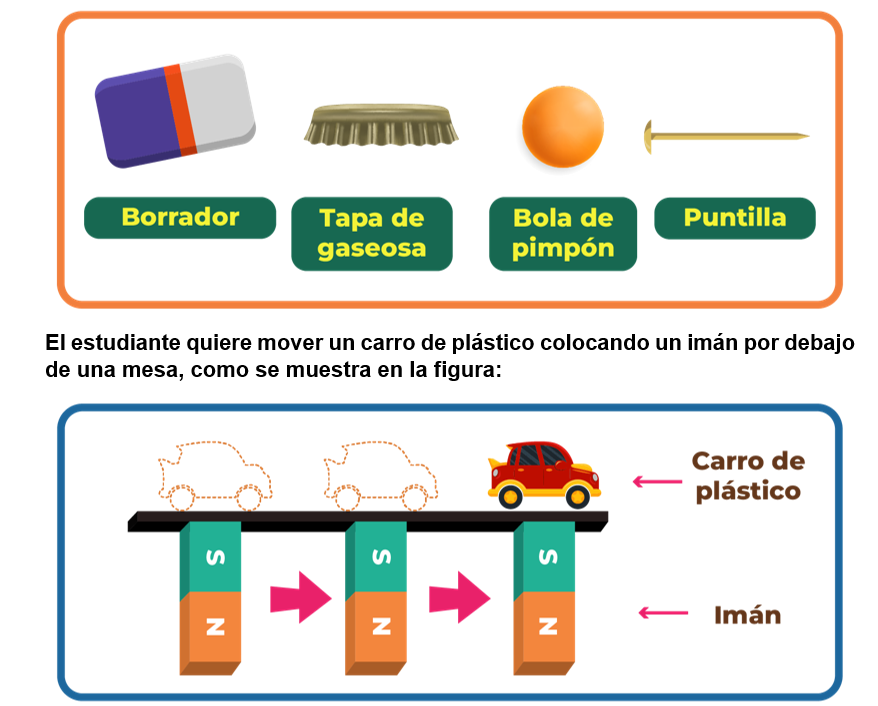 Borrador
Tapa de
gaseosa
Bola de
pimpón
Puntilla
El estudiante quiere mover un carro de plástico colocando un imán por debajo
de una mesa, como se muestra en la figura:
Carro de
plástico
S
S
S
N
N
N
Imán